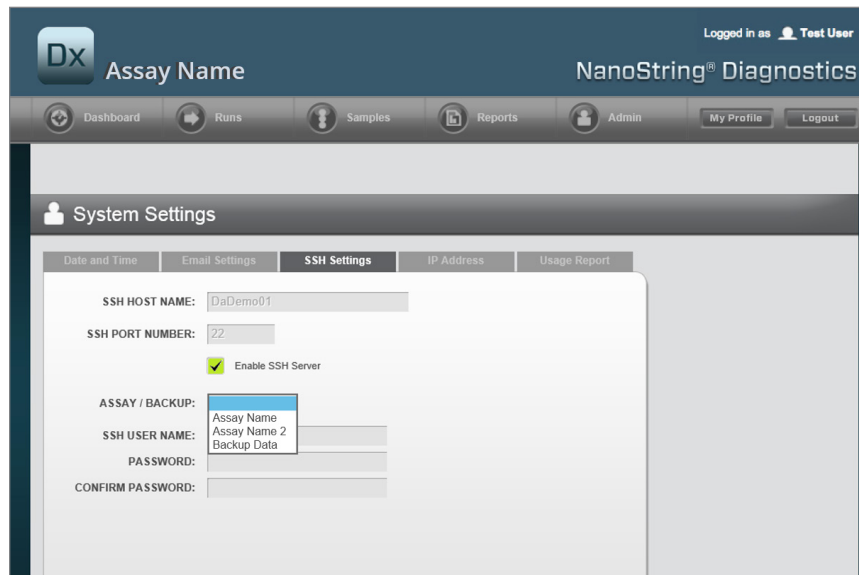 Logged in as Test User
Dx Assay Name
NanoString® Diagnostics
Dashboard Runs Samples Reports Admin My Profile Logout
System Settings
Date and Time Email Settings SSH Settings IP Address Usage Report
SSH HOST NAME: DaDemo01
SSH PORT NUMBER: 22
Enable SSH Server
ASSAY / BACKUP:
Assay Name
Assay Name 2
Backup Data
SSH USER NAME:
PASSWORD:
CONFIRM PASSWORD: